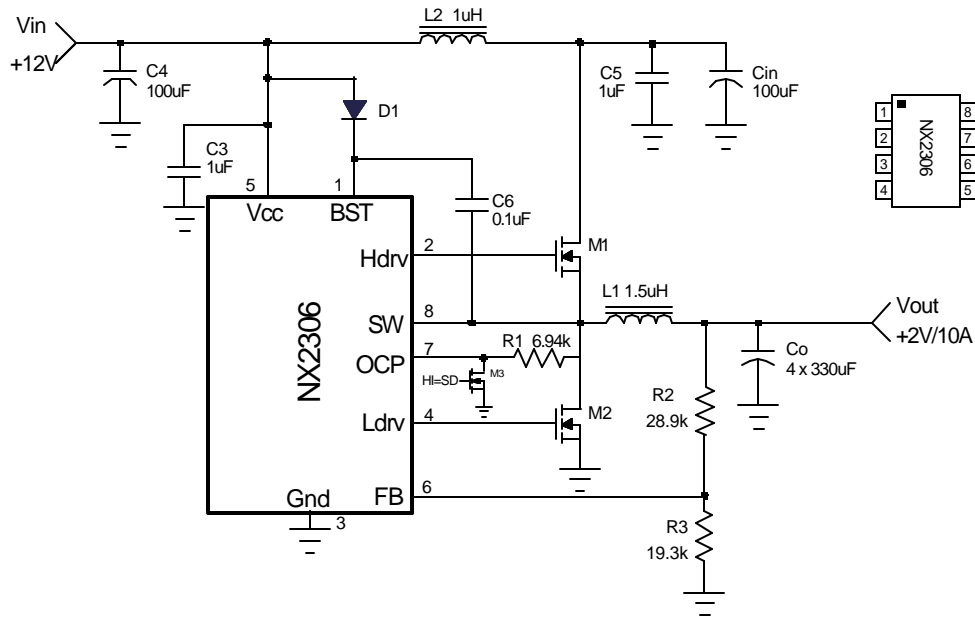 Vin
+12V
C4
100uF
L2 1uH
C5
1uF
Cin
100uF
D1
C3
1uF
C6
0.1uF
5
1
Vcc
BST
Hdrv
2
M1
SW
8
L1 1.5uH
Vout
+2V/10A
OCP
7
R1 6.94k
HI=SD
M3
Ldrv
4
M2
Co
4 x 330uF
R2
28.9k
NX2306
FB
6
Gnd
3
R3
19.3k
1
2
3
4
NX2306
8
7
6
5